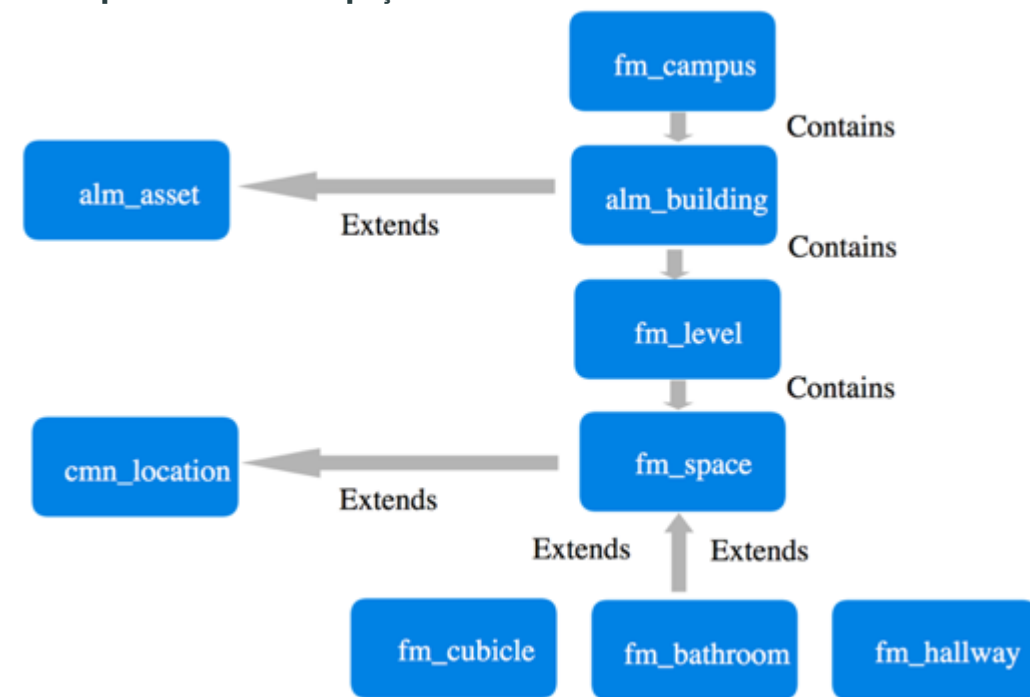 fm_campus
Contains
alm_asset
Extends
alm_building
Contains
fm_level
Contains
cmn_location
Extends
fm_space
Extends
Extends
fm_cubicle
fm_bathroom
fm_hallway